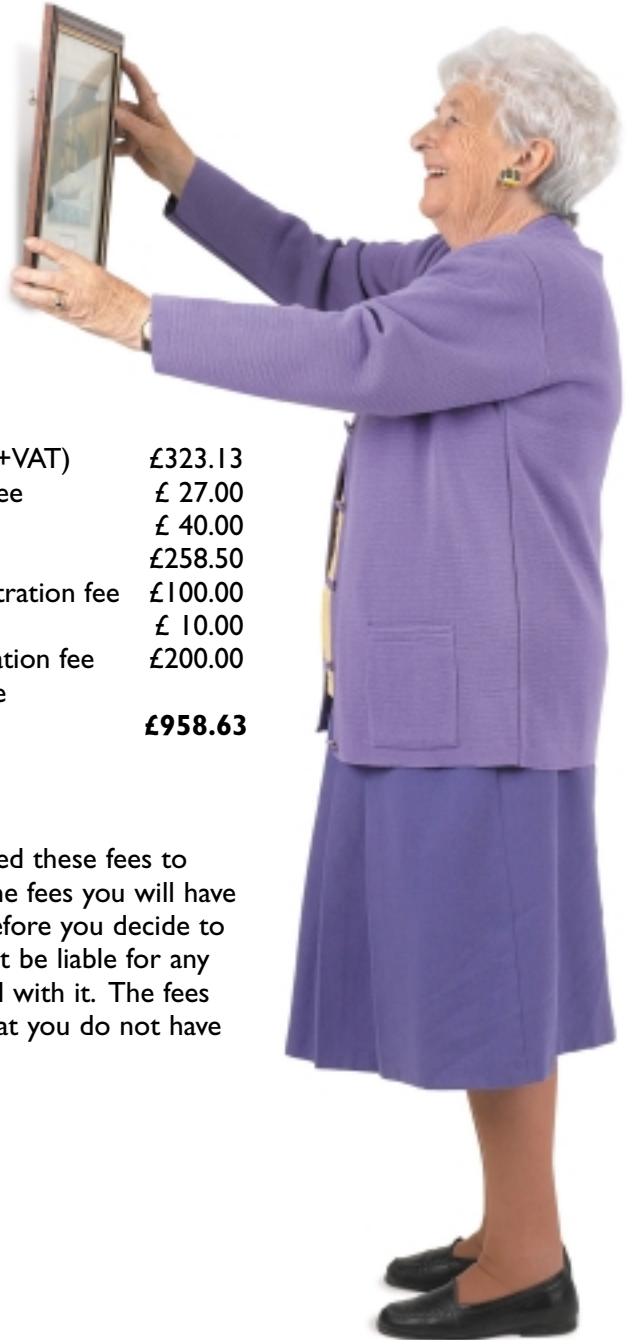 +VAT) £323.13
ee £ 27.00
£ 40.00
£258.50
tration fee £100.00
£ 10.00
ation fee £200.00
e
£958.63
ed these fees to
ne fees you will have
efore you decide to
t be liable for any
d with it. The fees
at you do not have